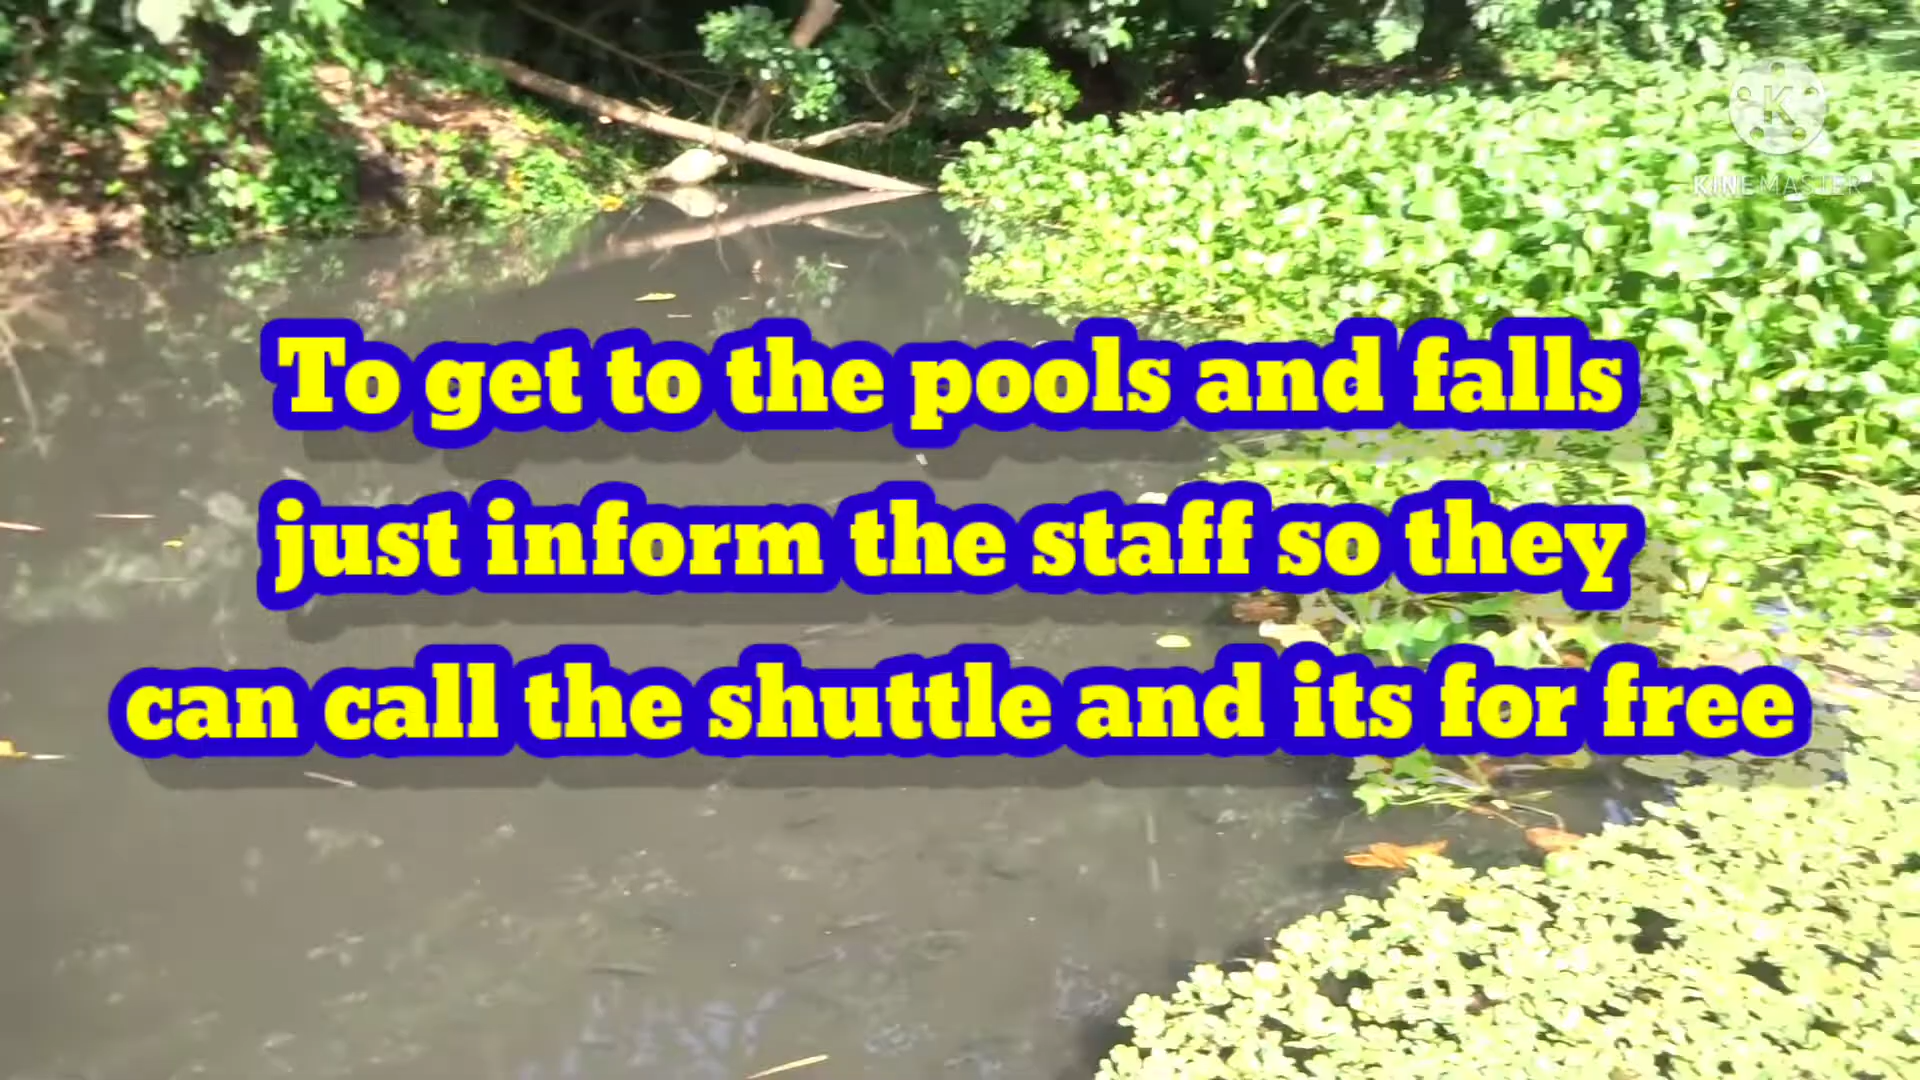 K
KINEMASTER
To get to the pools and falls
just inform the staff so they
can call the shuttle and its for free